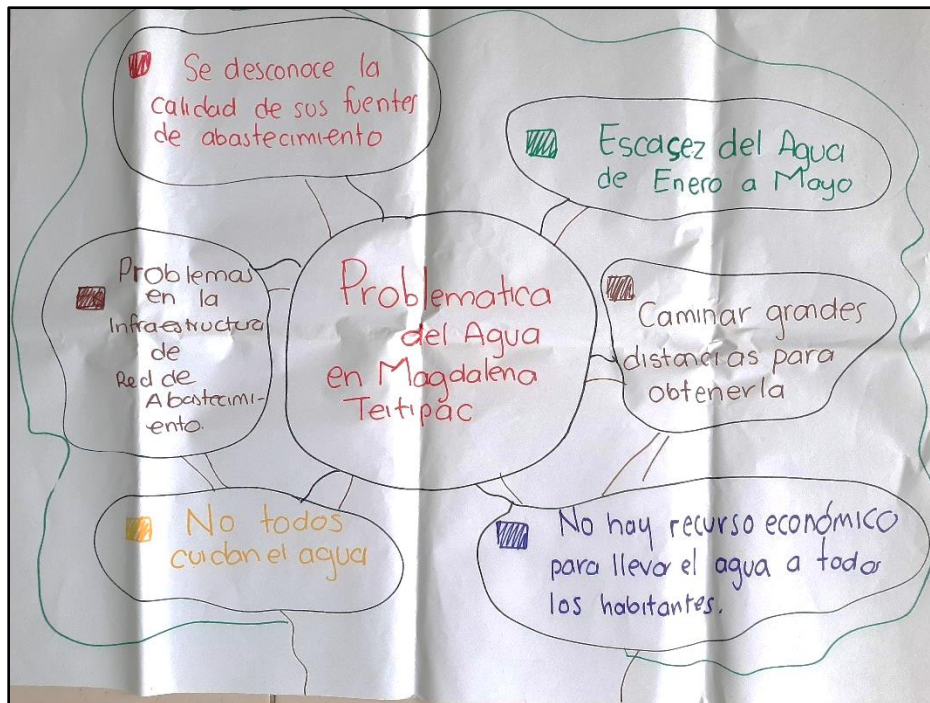 Problematica
del Agua
en Magdalena
Teitipac
Se desconoce la
calidad de sus fuentes
de abastecimiento
Escasez del Agua
de Enero a Mayo
Caminar grandes
distancias para
obtenerla
No hay recurso económico
para lleva el agua a todos
los habitantes.
No todos
cuidan el agua
Problemas
en la
Infraestructura
de
Red de
Abastecimi-
ento.